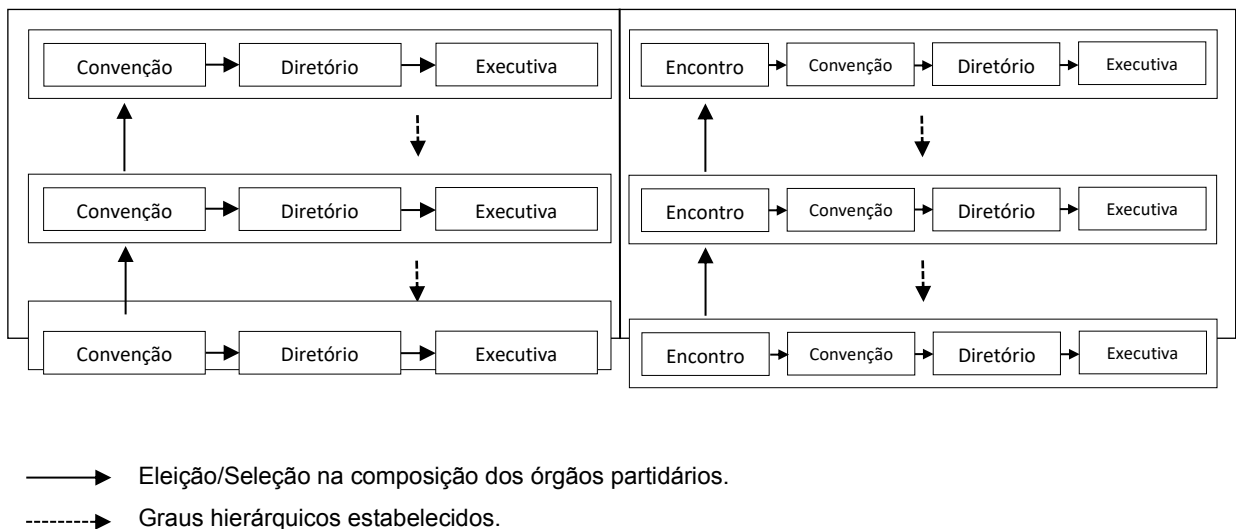 Convenção Diretório Executiva
Encontro Convenção Diretório Executiva
Convenção Diretório Executiva
Encontro Convenção Diretório Executiva
Convenção Diretório Executiva
Encontro Convenção Diretório Executiva
Eleição/Seleção na composição dos órgãos partidários.
Graus hierárquicos estabelecidos.